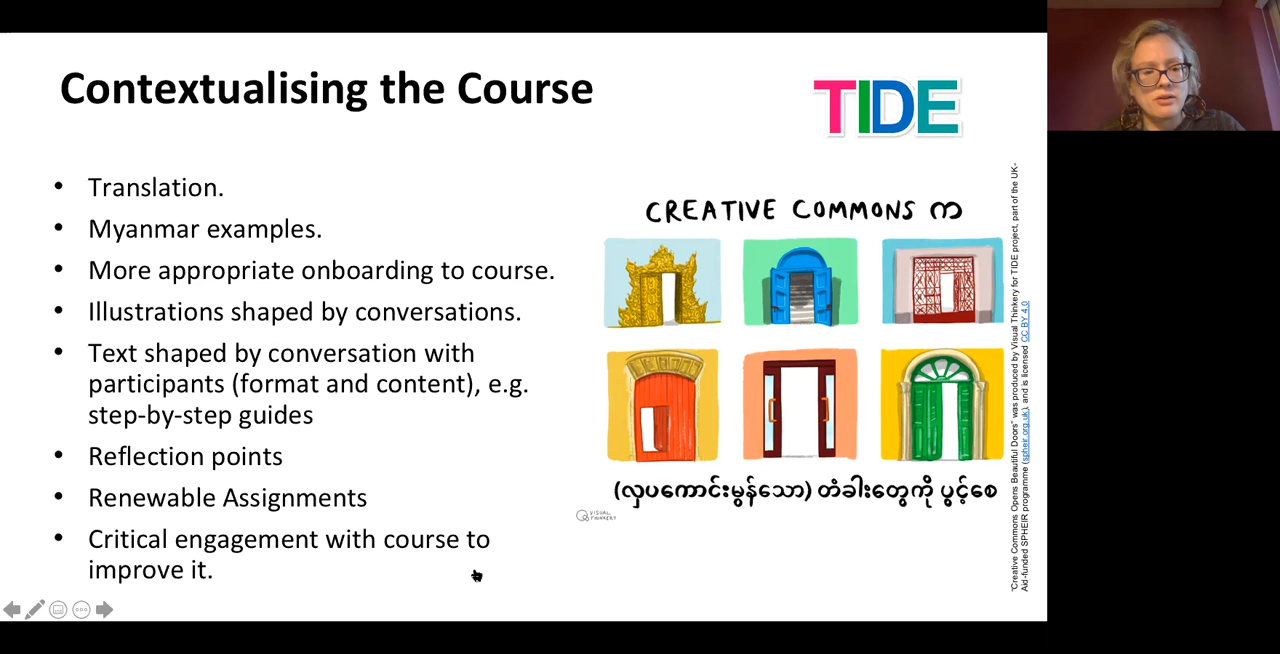 Contextualising the Course
TIDE
• Translation.
• Myanmar examples.
• More appropriate onboarding to course.
• Illustrations shaped by conversations.
• Text shaped by conversation with
participants (format and content), e.g.
step-by-step guides
• Reflection points
• Renewable Assignments
• Critical engagement with course to
improve it.
CREATIVE COMMONS က
(လှပကောင်းမွန်သော) တံခါးတွေကို ပွင့်စေ
VISUAL
THINKERY
"Creative Commons Opens Beautiful Doors" was produced by Visual Thinkery for TIDE project, part of the UK-
Aid-funded SPHEIR programme (spheir.org.uk), and is licensed CC BY 4.0